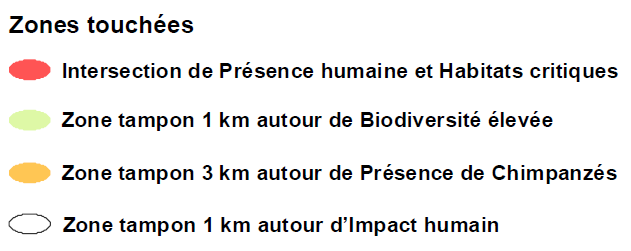 Zones touchées
Intersection de Présence humaine et Habitats critiques
Zone tampon 1 km autour de Biodiversité élevée
Zone tampon 3 km autour de Présence de Chimpanzés
Zone tampon 1 km autour d’Impact humain